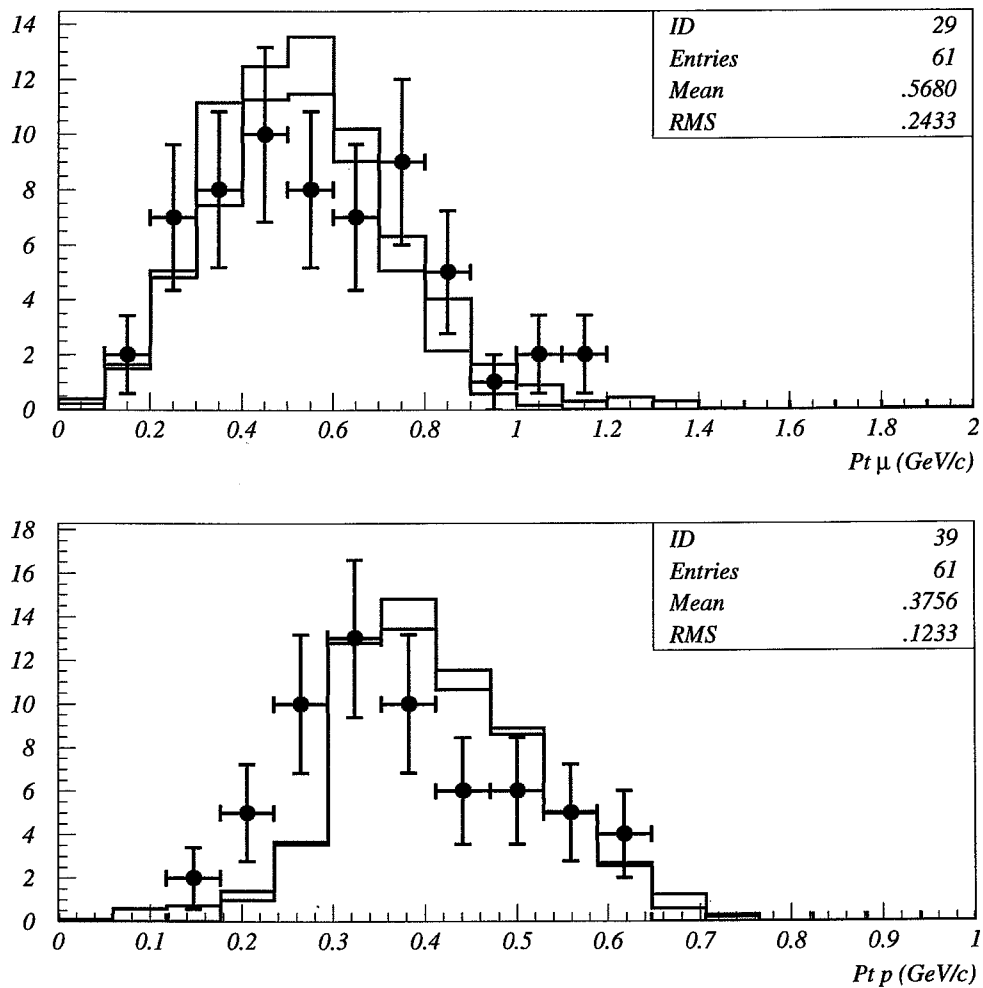 14
12
10
8
6
4
2
0
ID 29
Entries 61
Mean .5680
RMS .2433
0 0.2 0.4 0.6 0.8 1 1.2 1.4 1.6 1.8 2
Pt μ (GeV/c)
18
16
14
12
10
8
6
4
2
0
ID 39
Entries 61
Mean .3756
RMS .1233
0 0.1 0.2 0.3 0.4 0.5 0.6 0.7 0.8 0.9 1
Pt p (GeV/c)